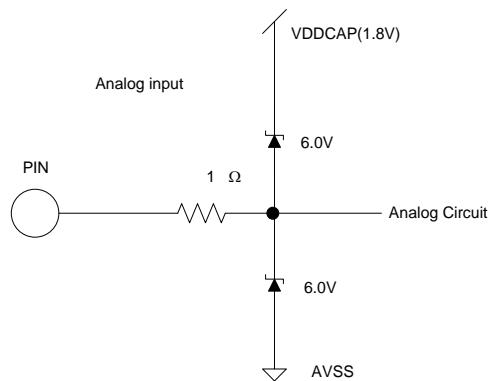 VDDCAP(1.8V)
Analog input
6.0V
PIN
1 Ω
Analog Circuit
6.0V
AVSS